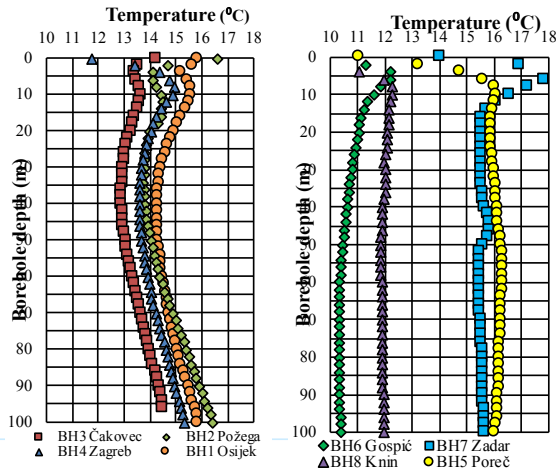 Temperature (⁰C)
11 12 13 14 15 16 17 18
0
10
20
30
40
50
60
70
80
90
100
Borehole depth (m)
BH3 Čakovec BH2 Požega
BH4 Zagreb BH1 Osijek
Temperature (⁰C)
10 11 12 13 14 15 16 17 18
0
10
20
30
40
50
60
70
80
90
100
Borehole depth (m)
BH6 Gospić BH7 Zadar
BH8 Knin BH5 Poreč